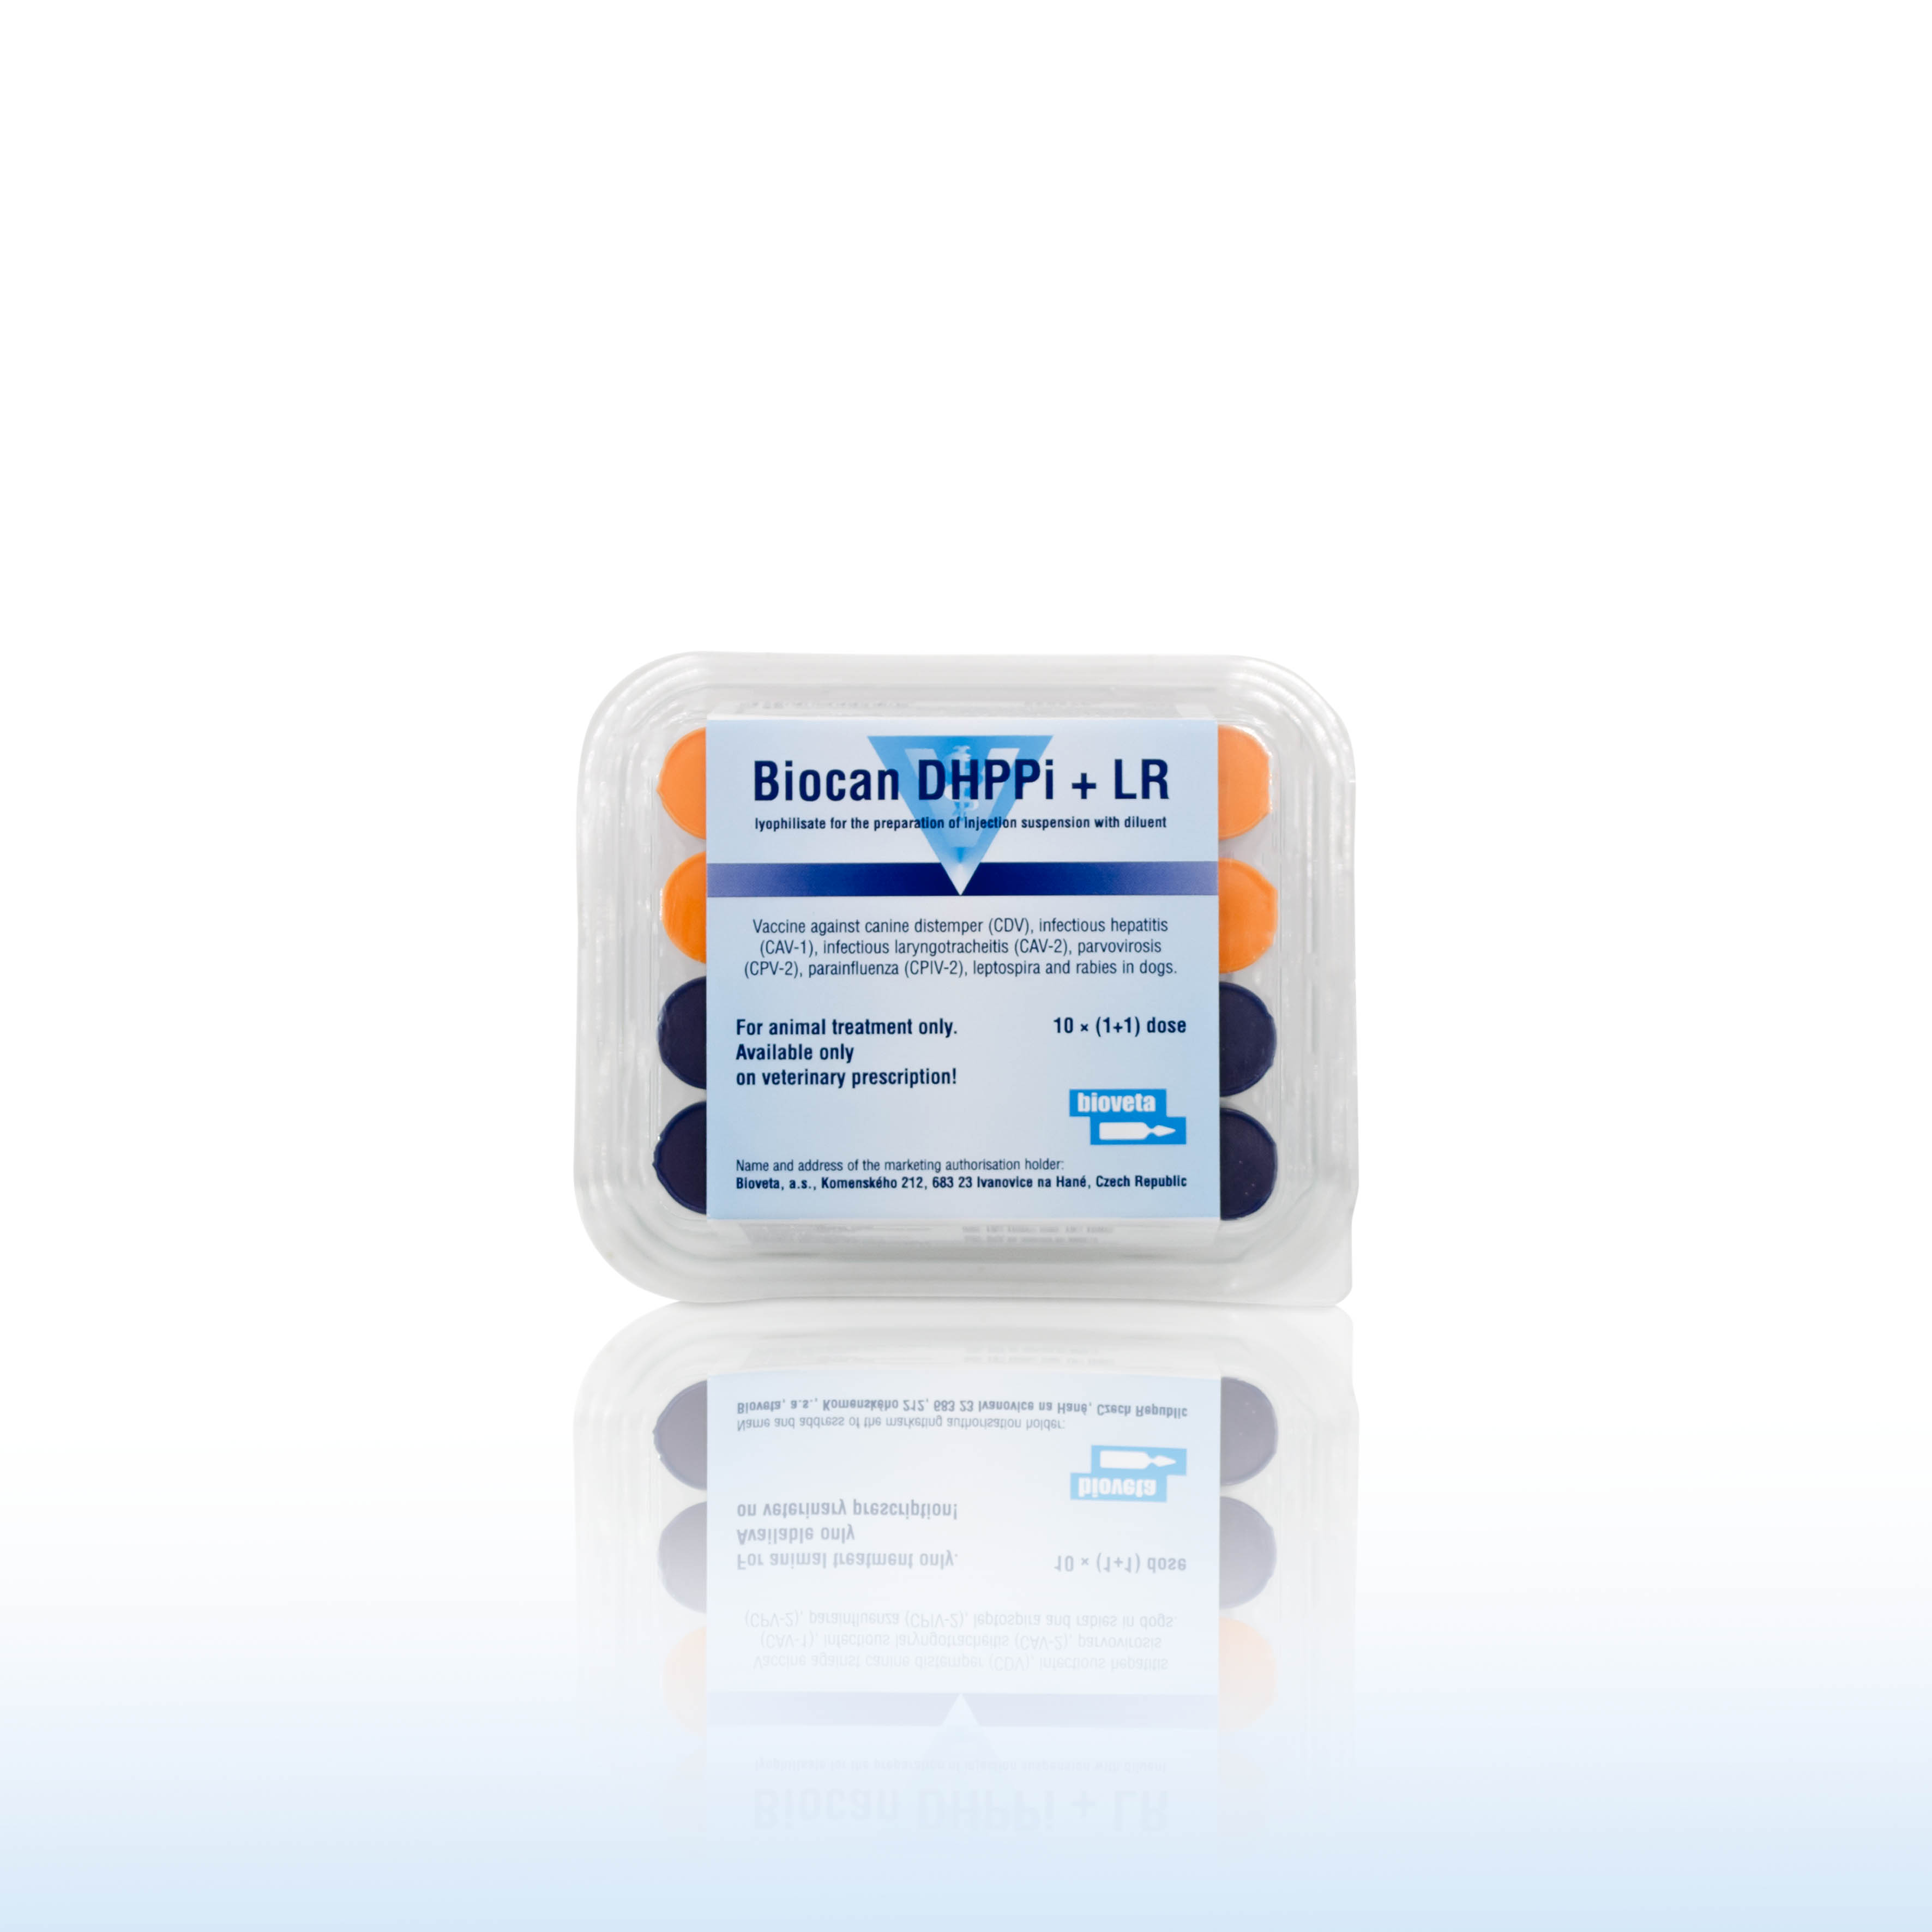 Biocan DHPPi + LR
lyophilisate for the preparation of injection suspension with diluent
Vaccine against canine distemper (CDV), infectious hepatitis
(CAV-1), infectious laryngotracheitis (CAV-2), parvovirosis
(CPV-2), parainfluenza (CPIV-2), leptospira and rabies in dogs.
For animal treatment only.
Available only
on veterinary prescription!
10 × (1+1) dose
bioveta
Name and address of the marketing authorisation holder:
Bioveta, a.s., Komenského 212, 683 23 Ivanovice na Hané, Czech Republic